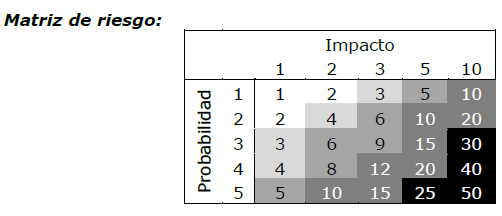 Matriz de riesgo:
Impacto
1 2 3 5 10
Probabilidad
1 1 2 3 5 10
2 2 4 6 10 20
3 3 6 9 15 30
4 4 8 12 20 40
5 5 10 15 25 50